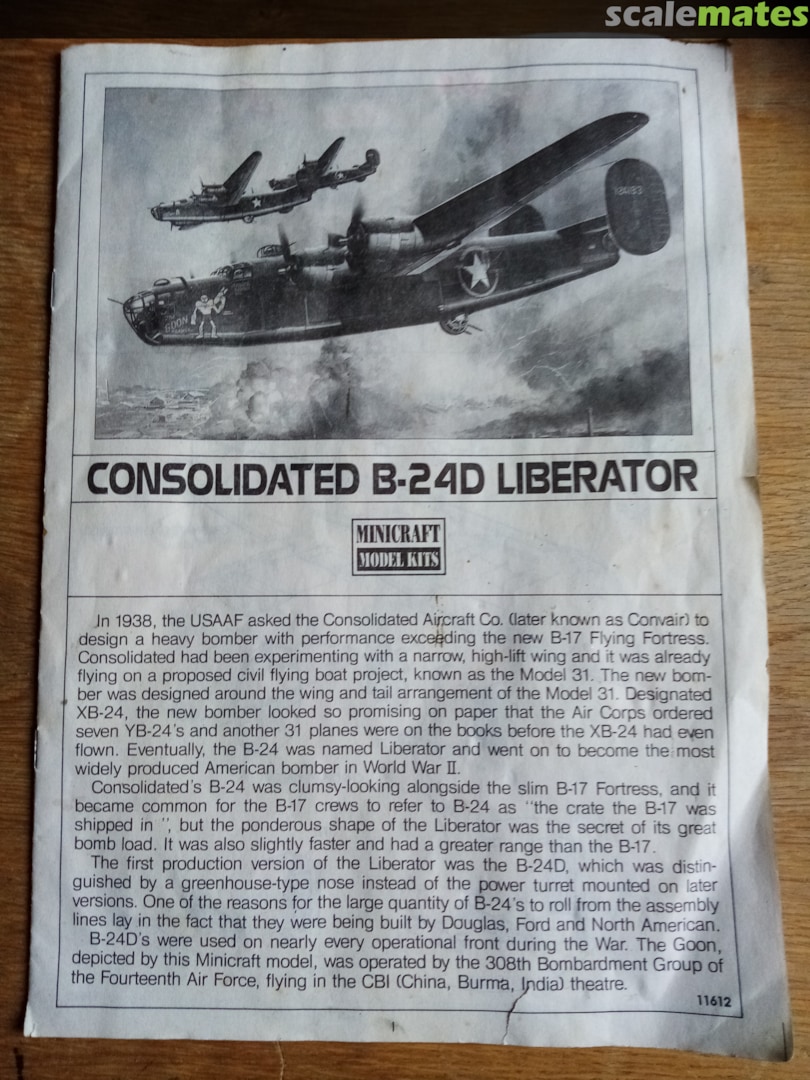 scalemates
GOON
CONSOLIDATED B-24D LIBERATOR
MINICRAFT
MODEL KITS
In 1938, the USAAF asked the Consolidated Aircraft Co. (later known as Convair) to
design a heavy bomber with performance exceeding the new B-17 Flying Fortress.
Consolidated had been experimenting with a narrow, high-lift wing and it was already
flying on a proposed civil flying boat project, known as the Model 31. The new bom-
ber was designed around the wing and tail arrangement of the Model 31. Designated
XB-24, the new bomber looked so promising on paper that the Air Corps ordered
seven YB-24's and another 31 planes were on the books before the XB-24 had even
flown. Eventually, the B-24 was named Liberator and went on to become the most
widely produced American bomber in World War II.
Consolidated's B-24 was clumsy-looking alongside the slim B-17 Fortress, and it
became common for the B-17 crews to refer to B-24 as "the crate the B-17 was
shipped in ", but the ponderous shape of the Liberator was the secret of its great
bomb load. It was also slightly faster and had a greater range than the B-17.
The first production version of the Liberator was the B-24D, which was distin-
guished by a greenhouse-type nose instead of the power turret mounted on later
versions. One of the reasons for the large quantity of B-24's to roll from the assembly
lines lay in the fact that they were being built by Douglas, Ford and North American.
B-24D's were used on nearly every operational front during the War. The Goon,
depicted by this Minicraft model, was operated by the 308th Bombardment Group of
the Fourteenth Air Force, flying in the CBI (China, Burma, India) theatre.
11612